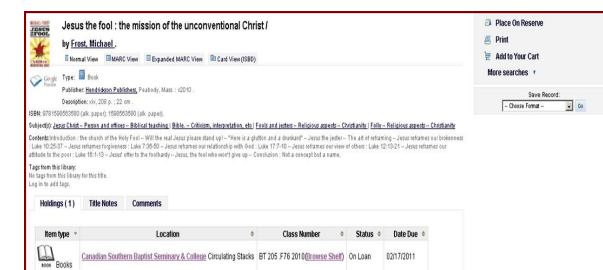 Jesus the fool : the mission of the unconventional Christ /
by Frost, Michael .
Normal View MARC View Expanded MARC View Card View (ISBD)
Type: Book
Publisher: Hendrickson Publishers, Peabody, Mass. : c2010 .
Description: xiv, 208 p. ; 22 cm .
ISBN: 9781598563580 (alk. paper); 1598563580 (alk. paper).
Subject(s): Jesus Christ -- Person and offices -- Biblical teaching | Bible. -- Criticism, interpretation, etc | Fools and jesters -- Religious aspects -- Christianity | Folly -- Religious aspects -- Christianity
Contents: Introduction : the church of the Holy Fool -- Will the real Jesus please stand up! -- "Here is a glutton and a drunkard" -- Jesus the jester -- The art of reframing -- Jesus reframes our brokenness
: Luke 10:25-37 -- Jesus reframes forgiveness : Luke 7:36-50 -- Jesus reframes our relationship with God : Luke 17:7-10 -- Jesus reframes our view of others : Luke 12:13-21 -- Jesus reframes our
attitude to the poor : Luke 16:1-13 -- Jesus' offer to the foolhardy -- Jesus, the fool who won't give up -- Conclusion : Not a concept but a name.
Tags from this library:
No tags from this library for this title.
Log in to add tags.
Holdings ( 1 ) Title Notes Comments
Item type Location Class Number Status Date Due
BOOK Books Canadian Southern Baptist Seminary & College Circulating Stacks BT 205 .F76 2010(Browse Shelf) On Loan 02/17/2011
Place On Reserve
Print
Add to Your Cart
More searches
Save Record:
-- Choose Format -- Go